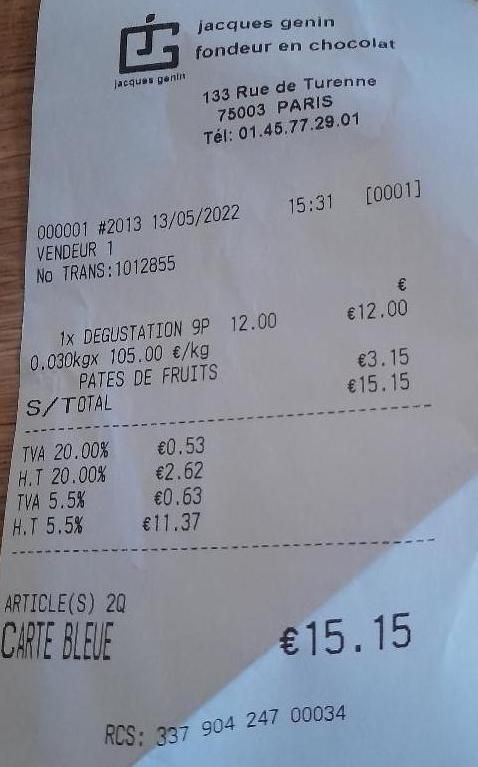 jacques genin
fondeur en chocolat
jacques genin
133 Rue de Turenne
75003 PARIS
Tél: 01.45.77.29.01
000001 #2013 13/05/2022 15:31 [0001]
VENDEUR 1
No TRANS:1012855
€
1x DEGUSTATION 9P 12.00 €12.00
0.030kgx 105.00 €/kg
PATES DE FRUITS €3.15
S/TOTAL €15.15
TVA 20.00% €0.53
H.T 20.00% €2.62
TVA 5.5% €0.63
H.T 5.5% €11.37
ARTICLE(S) 2Q
CARTE BLEUE €15.15
RCS: 337 904 247 00034